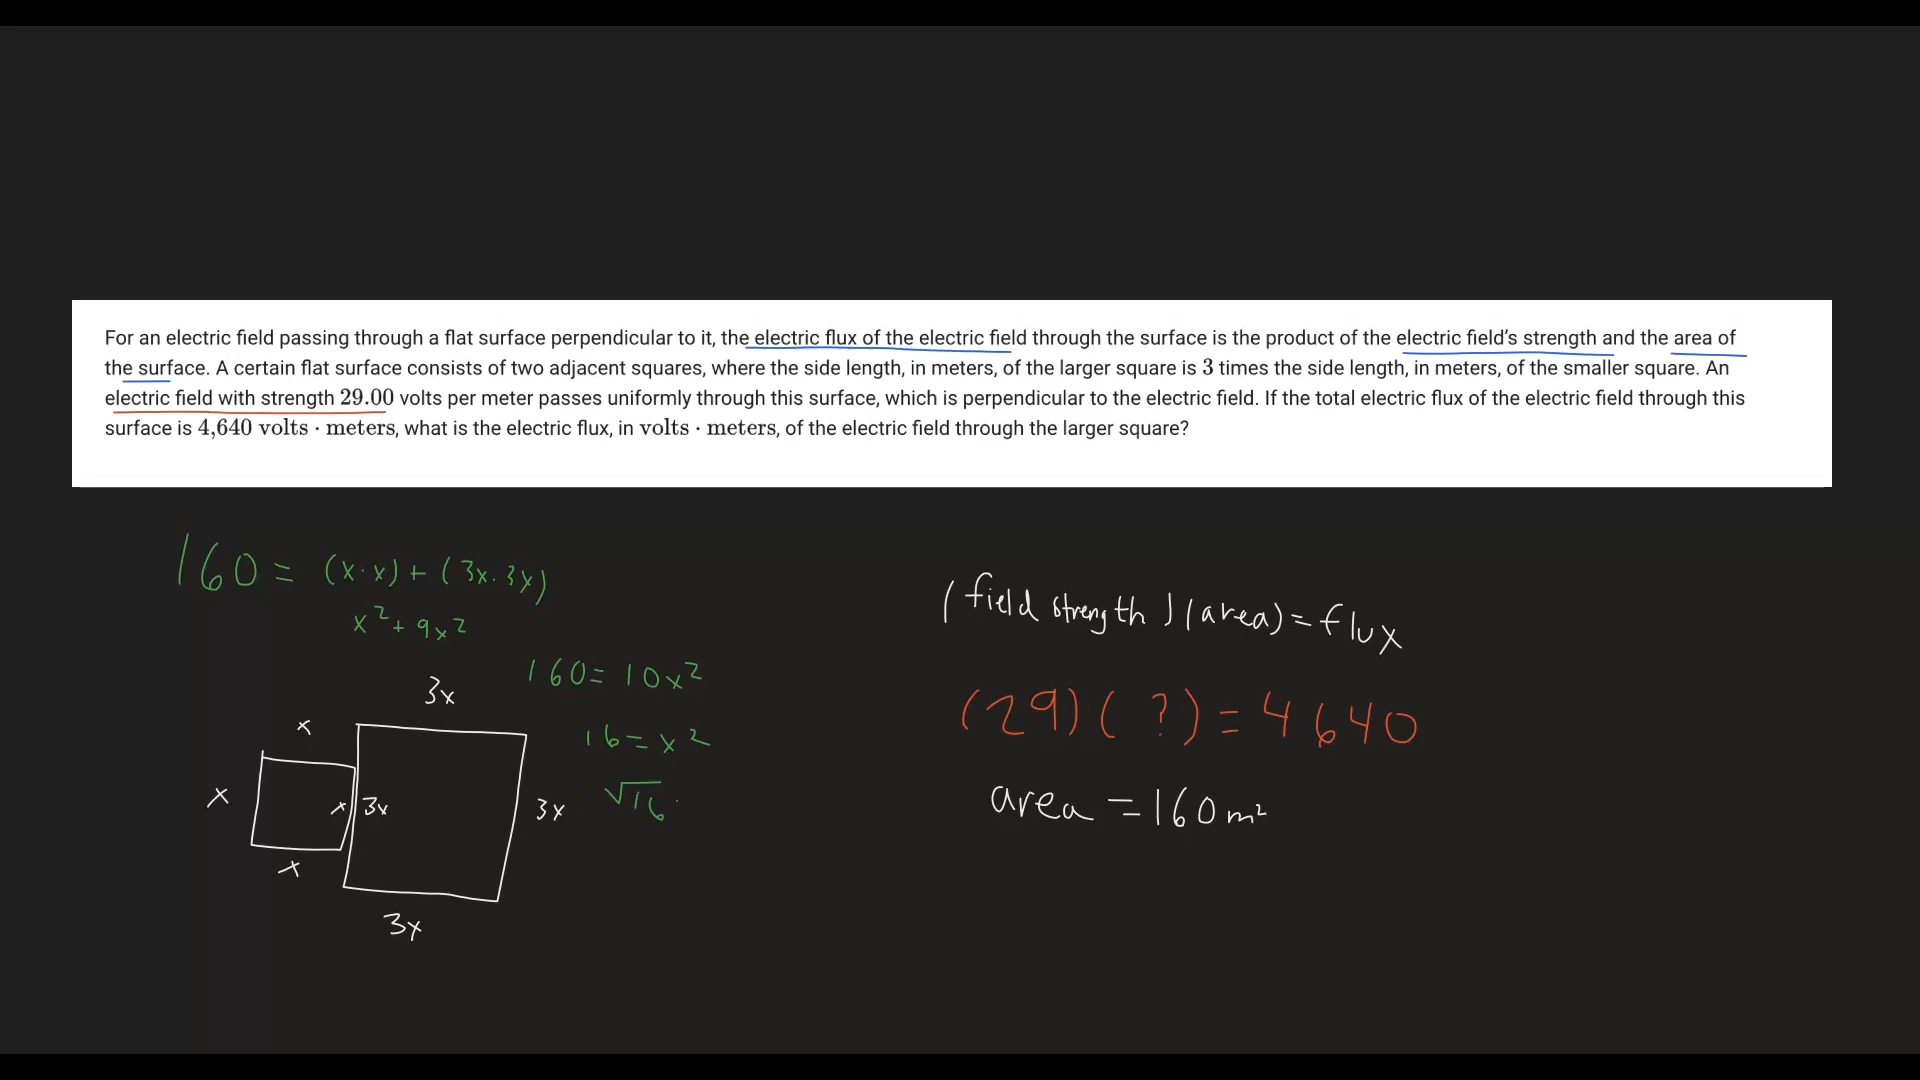 For an electric field passing through a flat surface perpendicular to it, the electric flux of the electric field through the surface is the product of the electric field’s strength and the area of
the surface. A certain flat surface consists of two adjacent squares, where the side length, in meters, of the larger square is 3 times the side length, in meters, of the smaller square. An
electric field with strength 29.00 volts per meter passes uniformly through this surface, which is perpendicular to the electric field. If the total electric flux of the electric field through this
surface is 4,640 volts · meters, what is the electric flux, in volts · meters, of the electric field through the larger square?
160 = (x·x) + (3x·3x)
x² + 9x²
160 = 10x²
16 = x²
√16
3x
x
x
x
3x
3x
x
3x
(field strength)(area) = flux
(29)(?) = 4640
area = 160m²